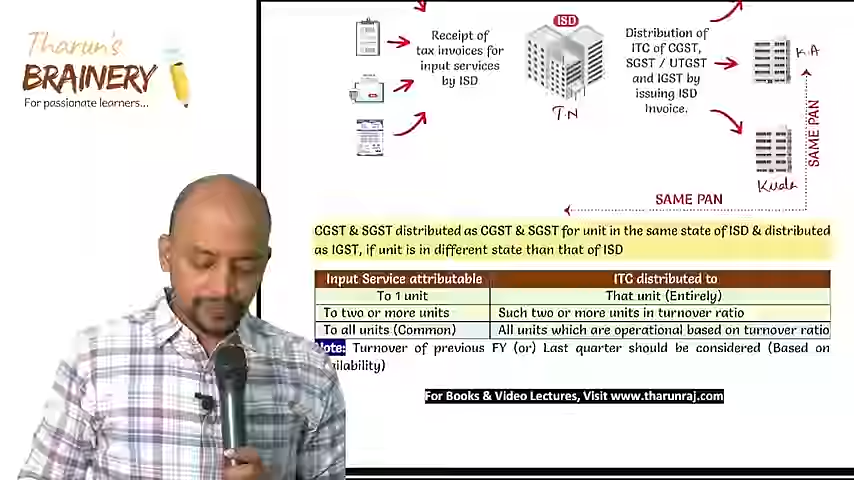 Tharun's
BRAINERY
For passionate learners...
Receipt of
tax invoices for
input services
by ISD
ISD
T.N
Distribution of
ITC of CGST,
SGST / UTGST
and IGST by
issuing ISD
Invoice.
KA
SAME PAN
SAME PAN
CGST & SGST distributed as CGST & SGST for unit in the same state of ISD & distributed
as IGST, if unit is in different state than that of ISD
Input Service attributable ITC distributed to
To 1 unit That unit (Entirely)
To two or more units Such two or more units in turnover ratio
To all units (Common) All units which are operational based on turnover ratio
Note: Turnover of previous FY (or) Last quarter should be considered (Based on
ailability)
For Books & Video Lectures, Visit www.tharunraj.com